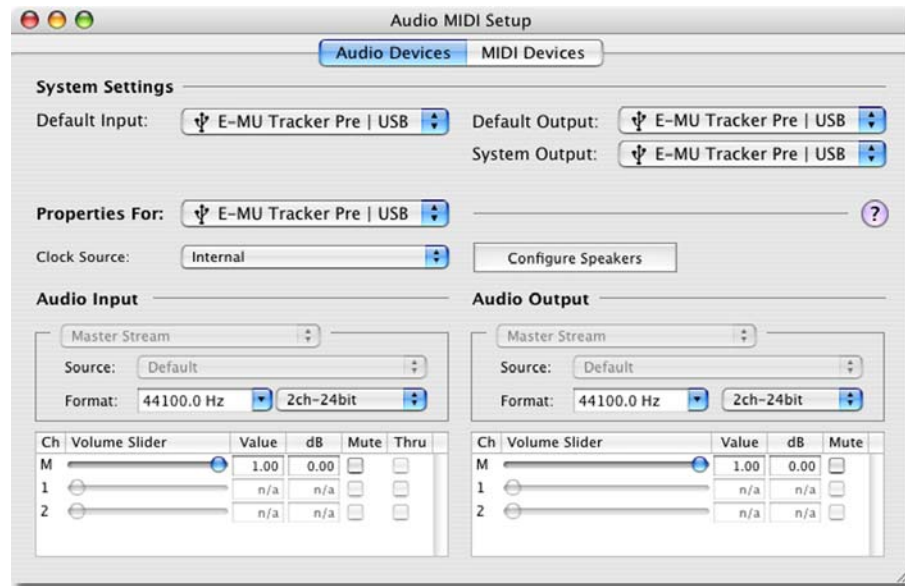 Audio MIDI Setup
Audio Devices MIDI Devices
System Settings
Default Input: E-MU Tracker Pre | USB
Default Output: E-MU Tracker Pre | USB
System Output: E-MU Tracker Pre | USB
Properties For: E-MU Tracker Pre | USB ?
Clock Source: Internal
Configure Speakers
Audio Input
Master Stream
Source: Default
Format: 44100.0 Hz 2ch-24bit
Ch Volume Slider Value dB Mute Thru
M 1.00 0.00
1 n/a n/a
2 n/a n/a
Audio Output
Master Stream
Source: Default
Format: 44100.0 Hz 2ch-24bit
Ch Volume Slider Value dB Mute
M 1.00 0.00
1 n/a n/a
2 n/a n/a